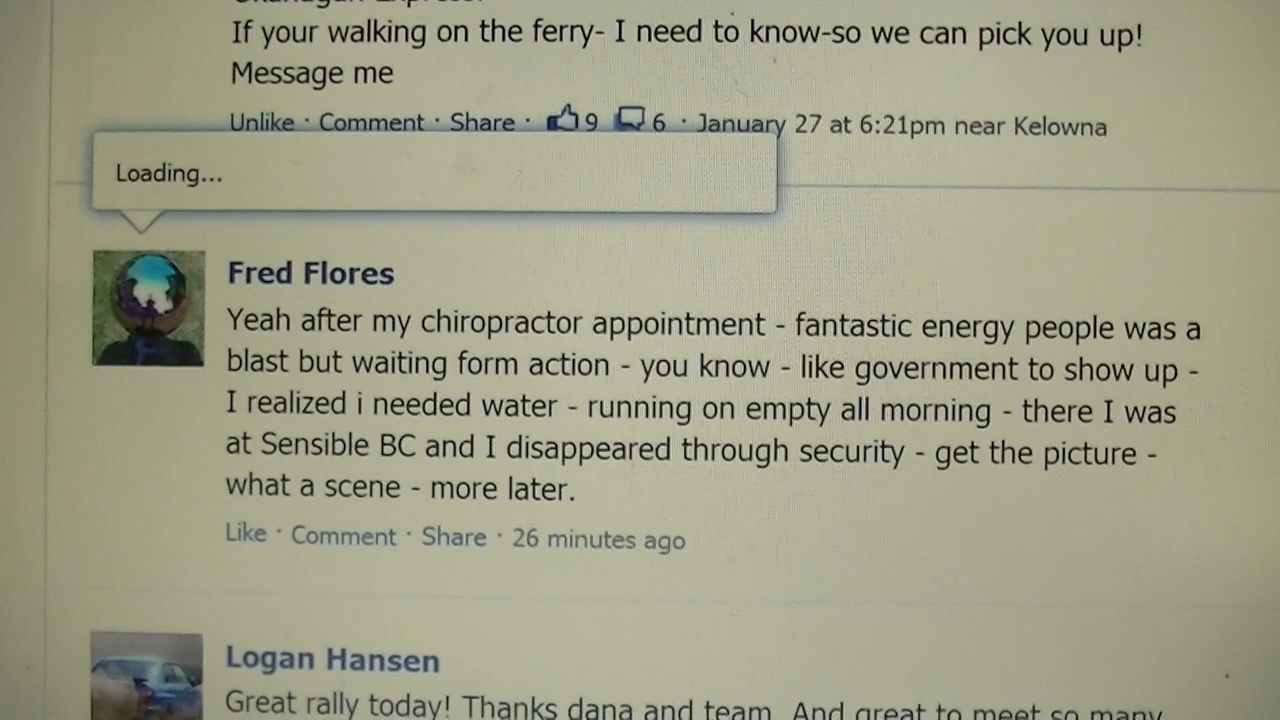 If your walking on the ferry- I need to know-so we can pick you up!
Message me
Unlike · Comment · Share · 9 6 · January 27 at 6:21pm near Kelowna
Loading...
Fred Flores
Yeah after my chiropractor appointment - fantastic energy people was a
blast but waiting form action - you know - like government to show up -
I realized i needed water - running on empty all morning - there I was
at Sensible BC and I disappeared through security - get the picture -
what a scene - more later.
Like · Comment · Share · 26 minutes ago
Logan Hansen
Great rally today! Thanks dana and team. And great to meet so many